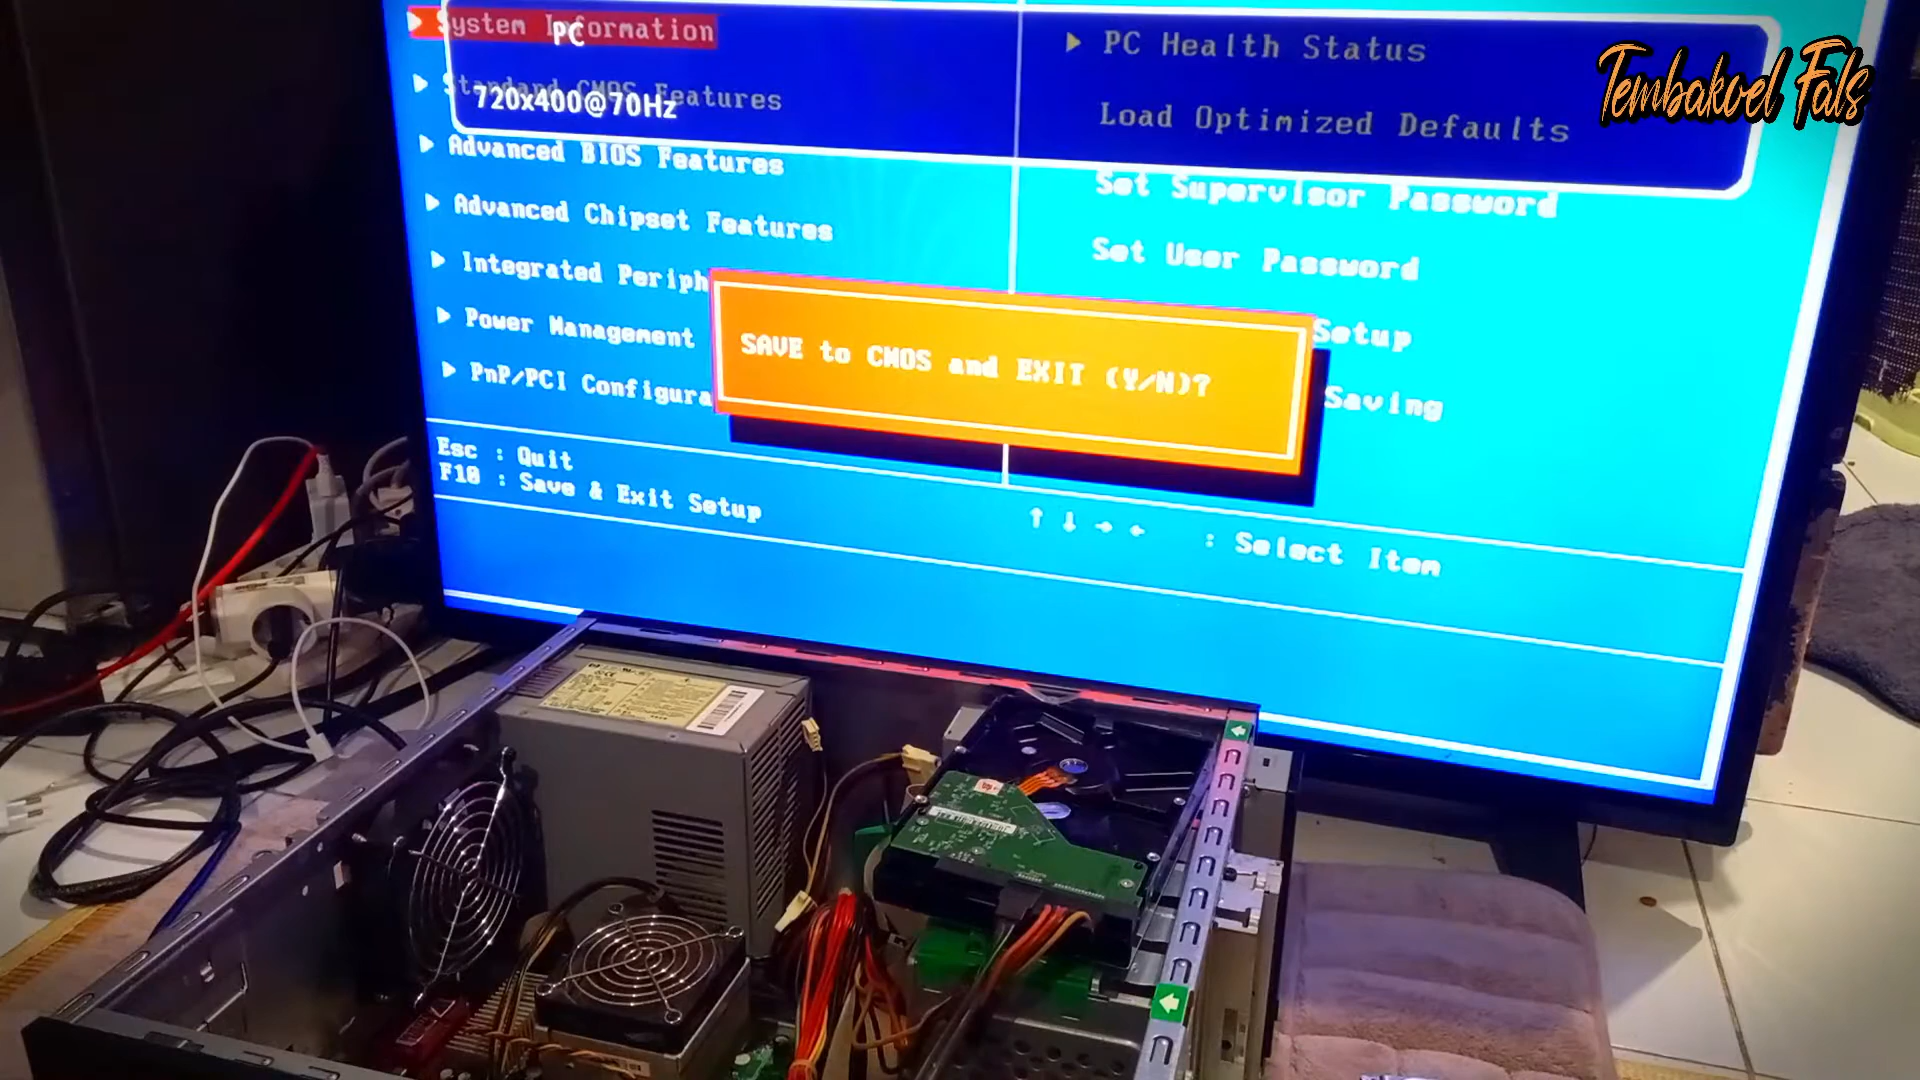 System Information
PC
Standard CMOS Features
720x400@70Hz
Advanced BIOS Features
Advanced Chipset Features
Integrated Periph
Power Management
PnP/PCI Configura
PC Health Status
Load Optimized Defaults
Set Supervisor Password
Set User Password
Setup
Saving
SAVE to CMOS and EXIT (Y/N)?
Esc : Quit
F10 : Save & Exit Setup
↑ ↓ → ← : Select Item
Tembakoel Fals